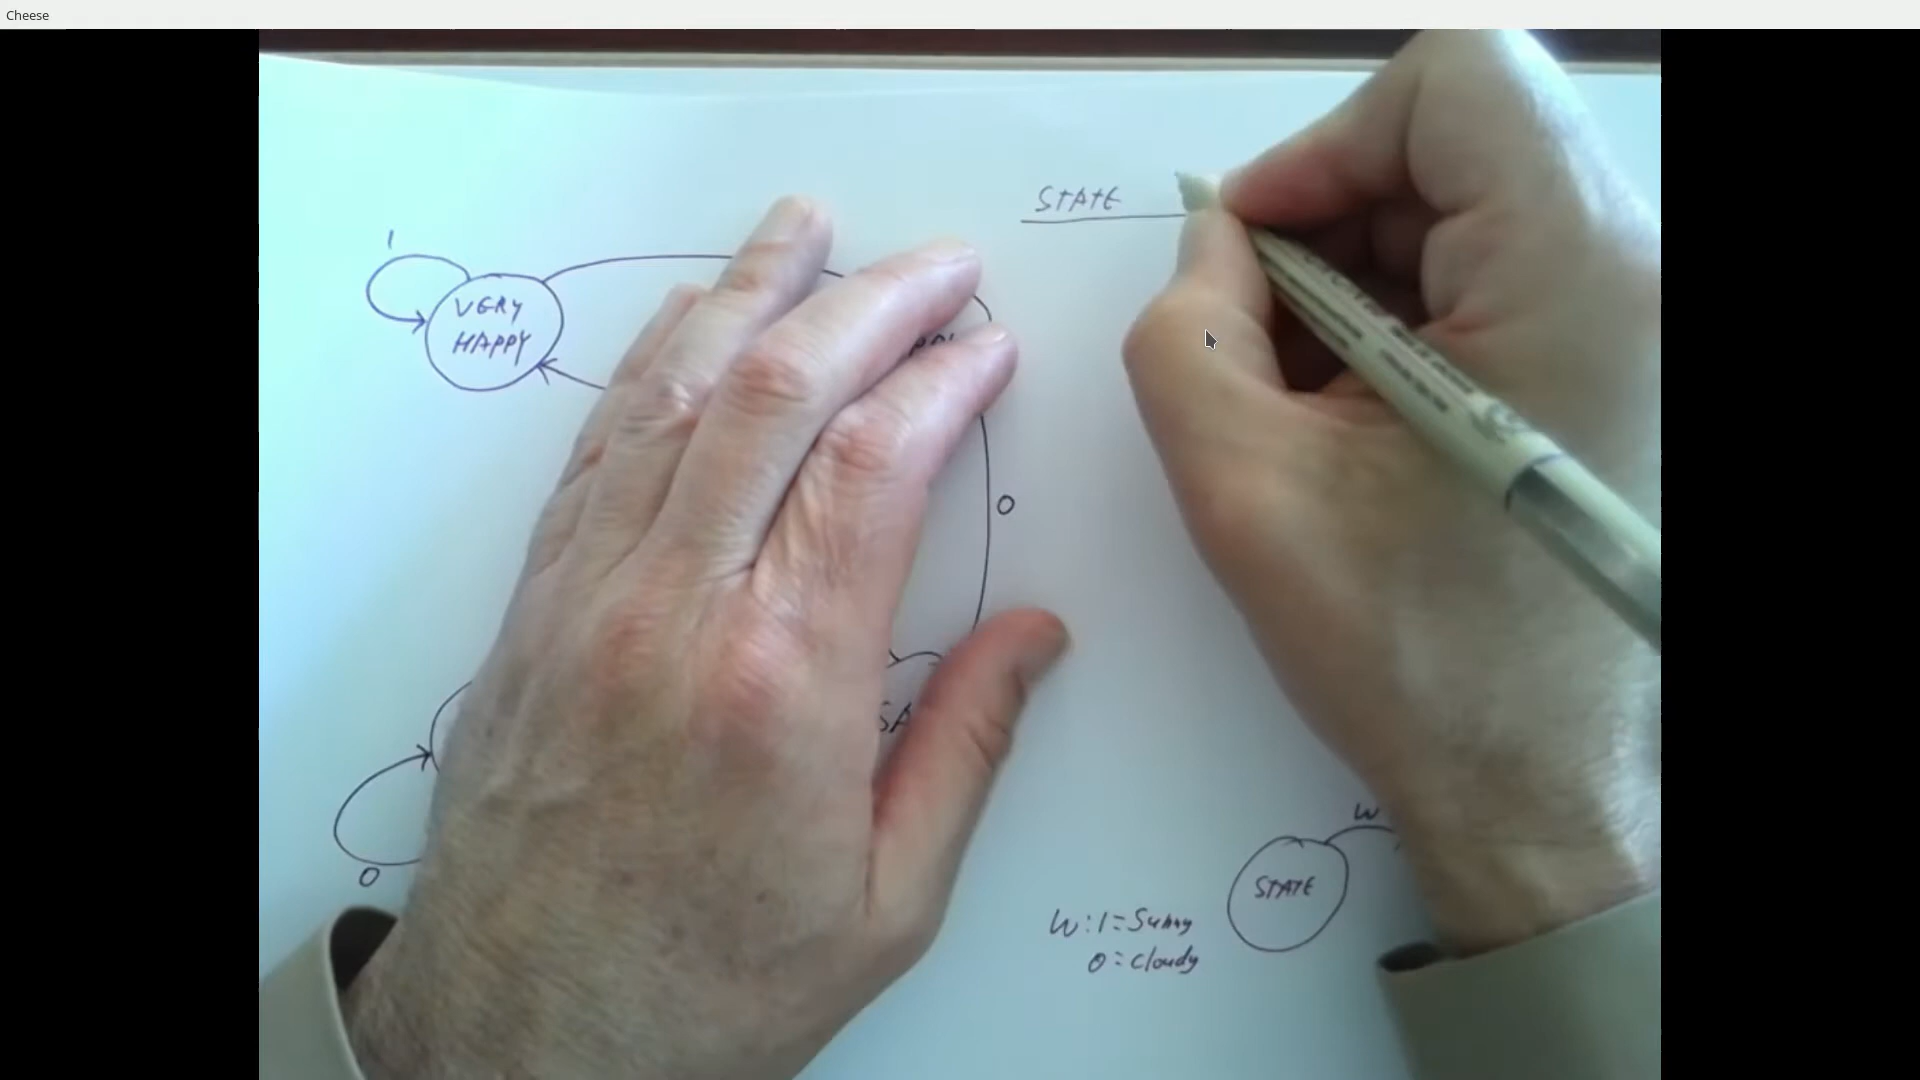 Cheese
STATE
1
VERY
HAPPY
0
0
W
STATE
W:1=Sunny
0=cloudy